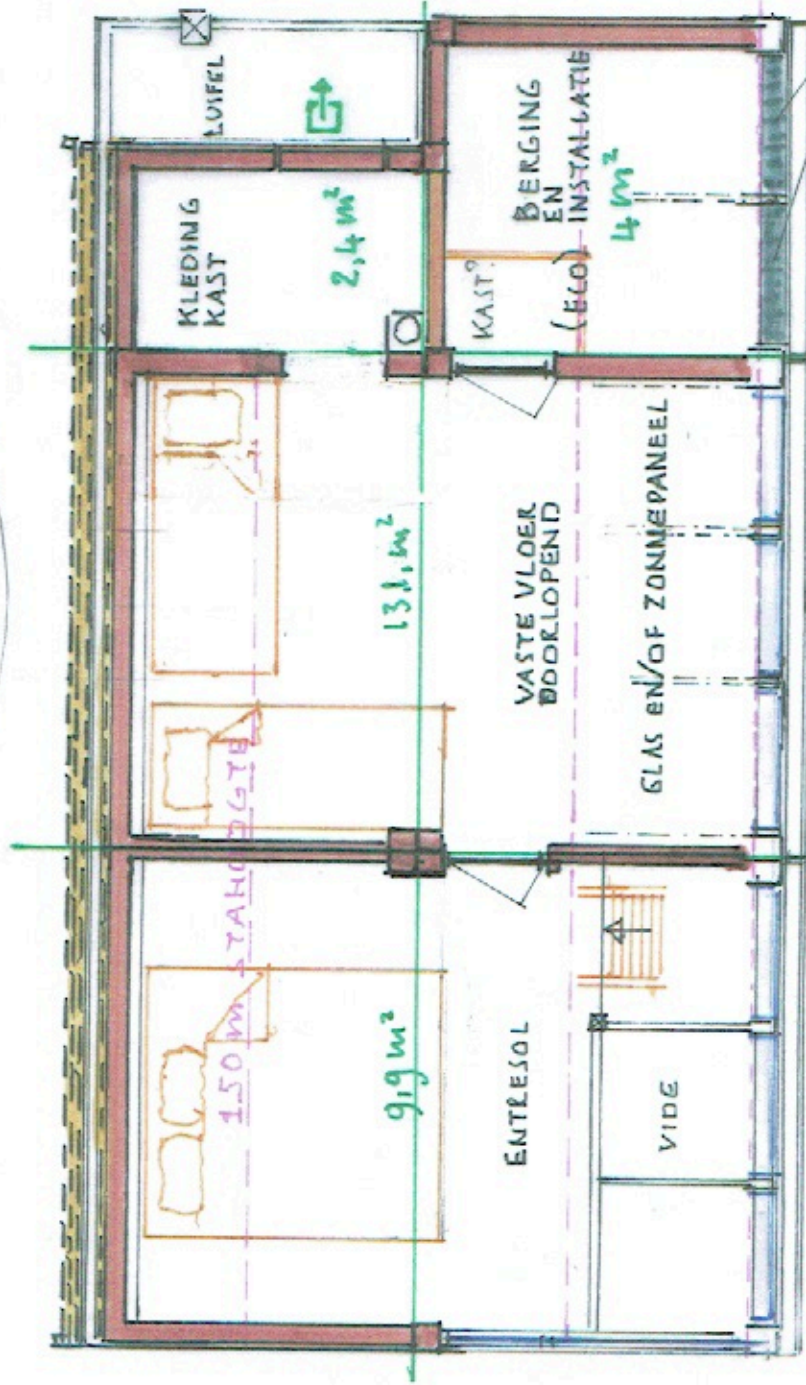 LUIFEL
KLEDING
KAST
2,4 m²
BERGING
EN
INSTALLATIE
4 m²
KAST?
(ECO)
13,1 m²
VASTE VLOER
DOORLOPEND
GLAS EN/OF ZONNEPANEEL
1.50 m STAHOOGTE
9,9 m²
ENTRESOL
VIDE